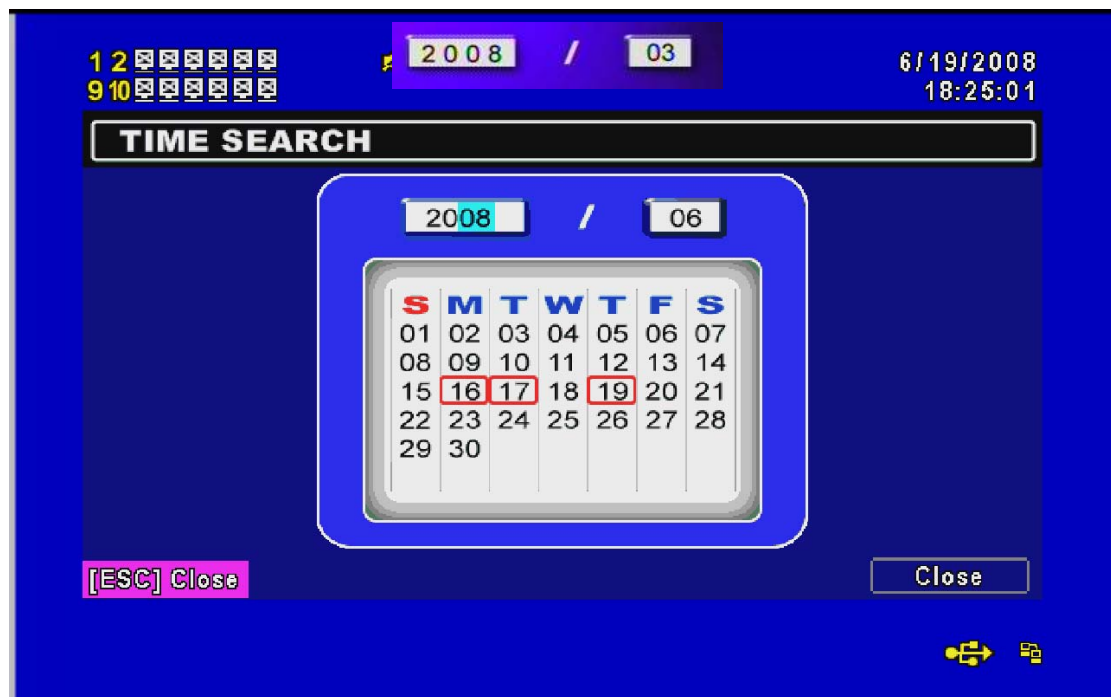 2008 / 03
1 2
9 10
6/19/2008
18:25:01
TIME SEARCH
2008 / 06
S M T W T F S
01 02 03 04 05 06 07
08 09 10 11 12 13 14
15 16 17 18 19 20 21
22 23 24 25 26 27 28
29 30
[ESC] Close
Close